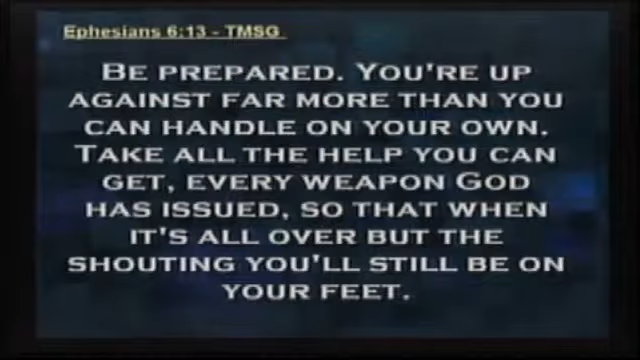 Ephesians 6:13 - TMSG
BE PREPARED. YOU'RE UP
AGAINST FAR MORE THAN YOU
CAN HANDLE ON YOUR OWN.
TAKE ALL THE HELP YOU CAN
GET, EVERY WEAPON GOD
HAS ISSUED, SO THAT WHEN
IT'S ALL OVER BUT THE
SHOUTING YOU'LL STILL BE ON
YOUR FEET.